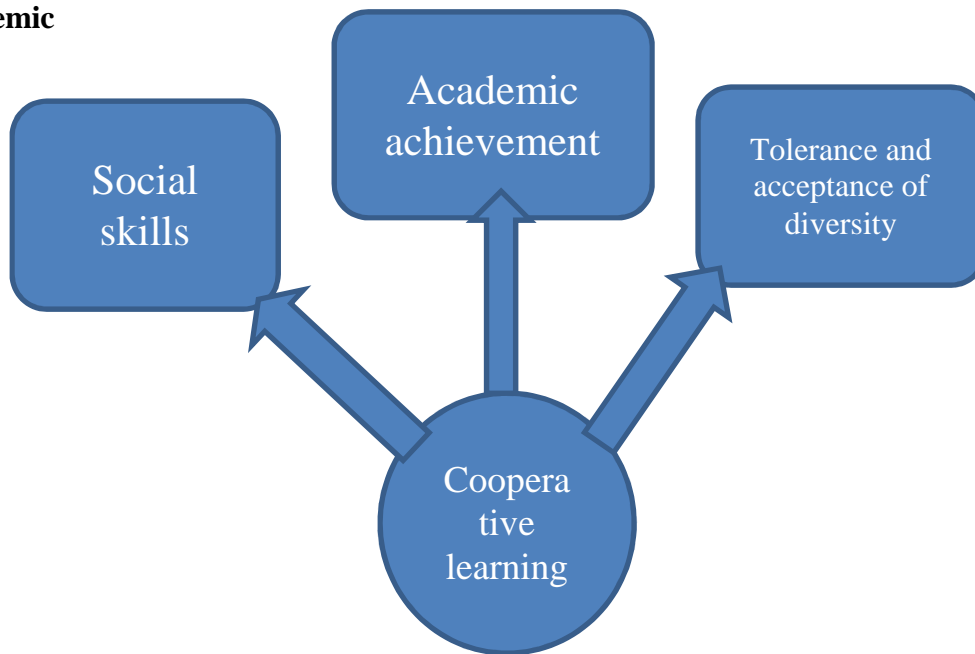 emic
Academic
achievement
Social
skills
Tolerance and
acceptance of
diversity
Coopera
tive
learning